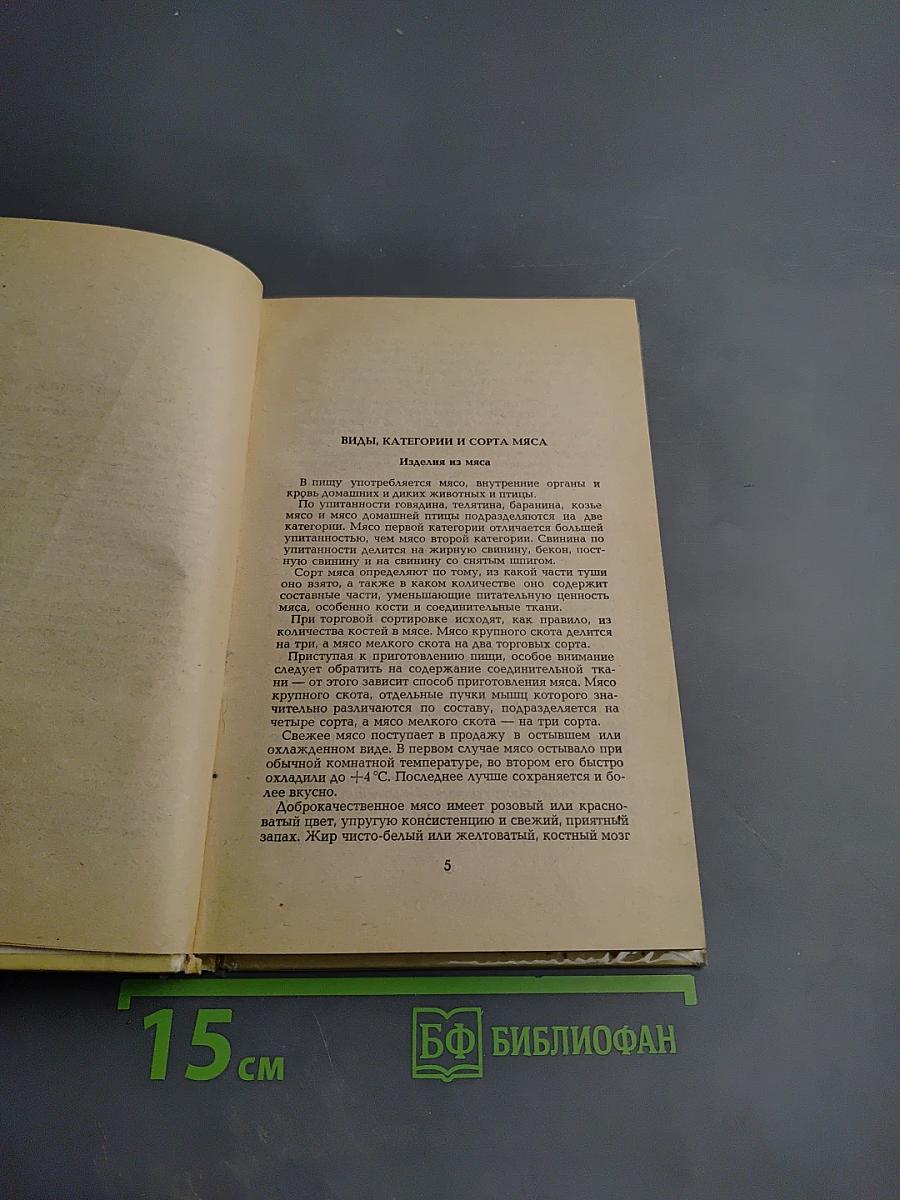 ВИДЫ, КАТЕГОРИИ И СОРТА МЯСА
Изделия из мяса
В пищу употребляется мясо, внутренние органы и
кровь домашних и диких животных и птицы.
По упитанности говядина, телятина, баранина, козье
мясо и мясо домашней птицы подразделяются на две
категории. Мясо первой категории отличается большей
упитанностью, чем мясо второй категории. Свинина по
упитанности делится на жирную свинину, бекон, пост-
ную свинину и на свинину со снятым шпигом.
Сорт мяса определяют по тому, из какой части туши
оно взято, а также в каком количестве оно содержит
составные части, уменьшающие питательную ценность
мяса, особенно кости и соединительные ткани.
При торговой сортировке исходят, как правило, из
количества костей в мясе. Мясо крупного скота делится
на три, а мясо мелкого скота на два торговых сорта.
Приступая к приготовлению пищи, особое внимание
следует обратить на содержание соединительной тка-
ни — от этого зависит способ приготовления мяса. Мясо
крупного скота, отдельные пучки мышц которого зна-
чительно различаются по составу, подразделяется на
четыре сорта, а мясо мелкого скота — на три сорта.
Свежее мясо поступает в продажу в остывшем или
охлажденном виде. В первом случае мясо остывало при
обычной комнатной температуре, во втором его быстро
охладили до +4 °С. Последнее лучше сохраняется и бо-
лее вкусно.
Доброкачественное мясо имеет розовый или красно-
ватый цвет, упругую консистенцию и свежий, приятный
запах. Жир чисто-белый или желтоватый, костный мозг
5
15 см
БФ БИБЛИОФАН